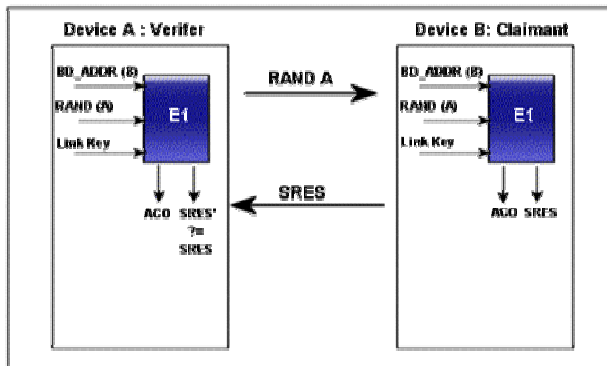 Device A : Verifer
BD_ADDR (B)
RAND (A)
Link Key
E1
ACO SRES'
?=
SRES
RAND A
SRES
Device B: Claimant
BD_ADDR (B)
RAND (A)
Link Key
E1
ACO SRES